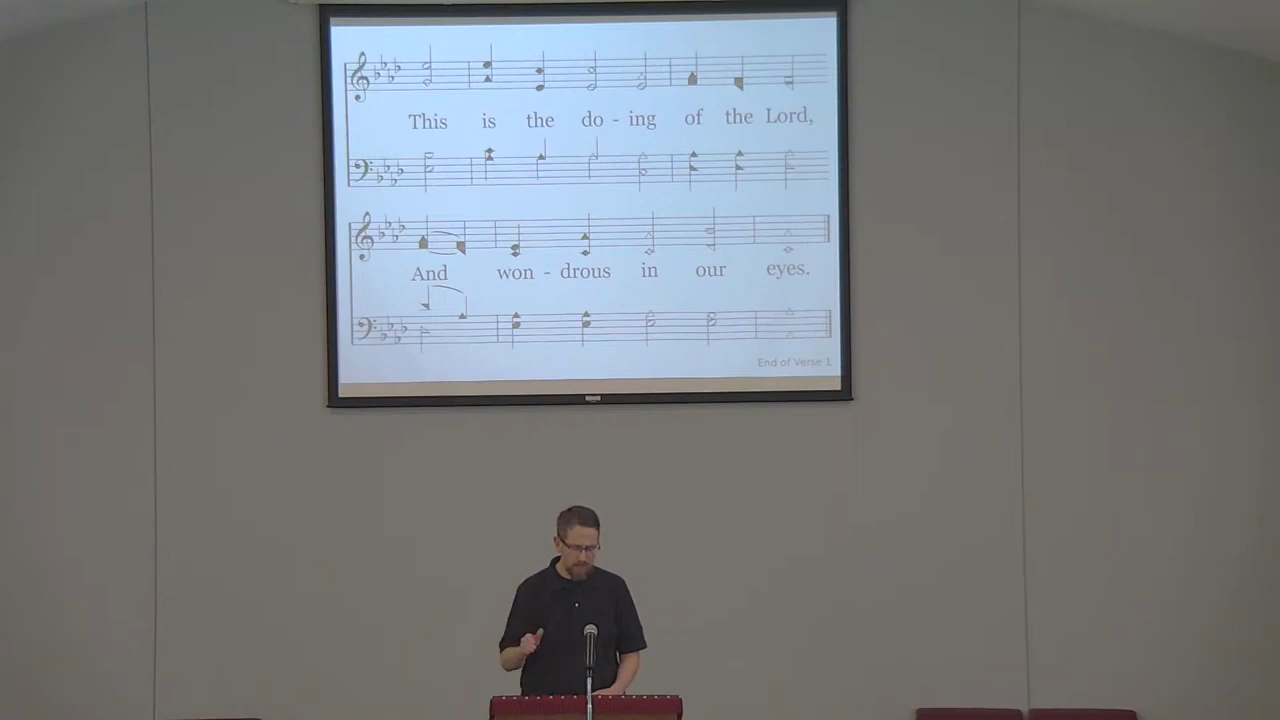 This is the do - ing of the Lord,
And won - drous in our eyes.
End of Verse 1